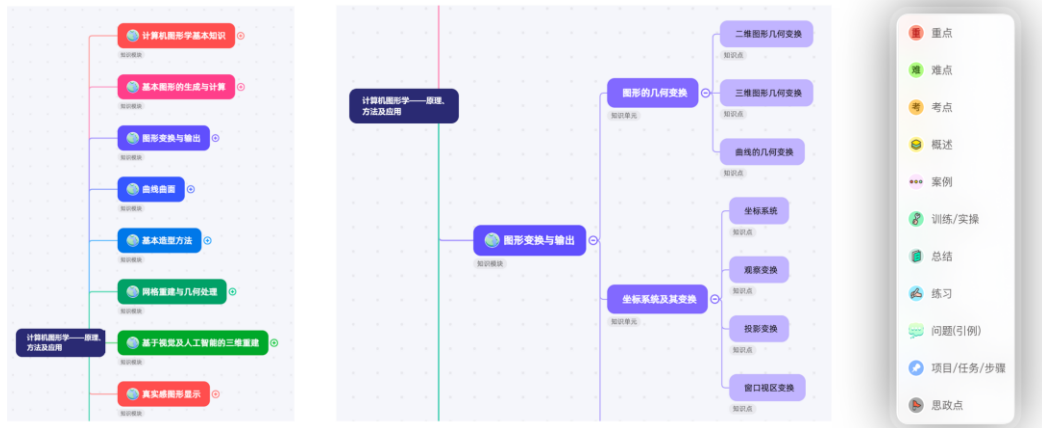 计算机图形学基本知识
知识模块
基本图形的生成与计算
知识模块
图形变换与输出
知识模块
曲线曲面
知识模块
基本造型方法
知识模块
网格重建与几何处理
知识模块
计算机图形学——原理、
方法及应用
基于视觉及人工智能的三维重建
知识模块
真实感图形显示
知识模块
计算机图形学——原理、
方法及应用
图形变换与输出
知识模块
图形的几何变换
知识单元
二维图形几何变换
知识点
三维图形几何变换
知识点
曲线的几何变换
知识点
坐标系统及其变换
知识单元
坐标系统
知识点
观察变换
知识点
投影变换
知识点
窗口视区变换
知识点
重 重点
难 难点
考 考点
概述
案例
训练/实操
总结
练习
问题(引例)
项目/任务/步骤
思政点